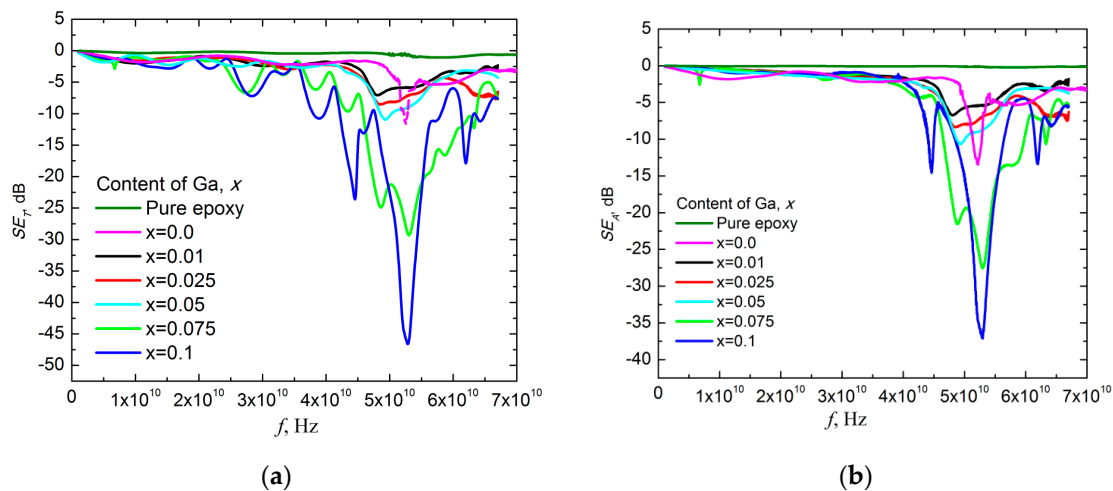 5
0
-5
-10
-15
-20
-25
-30
-35
-40
-45
-50
SE_T, dB
Content of Ga, x
Pure epoxy
x=0.0
x=0.01
x=0.025
x=0.05
x=0.075
x=0.1
1x10^10 2x10^10 3x10^10 4x10^10 5x10^10 6x10^10 7x10^10
f, Hz
(a)
5
0
-5
-10
-15
-20
-25
-30
-35
-40
SE_A, dB
Content of Ga, x
Pure epoxy
x=0.0
x=0.01
x=0.025
x=0.05
x=0.075
x=0.1
1x10^10 2x10^10 3x10^10 4x10^10 5x10^10 6x10^10 7x10^10
f, Hz
(b)